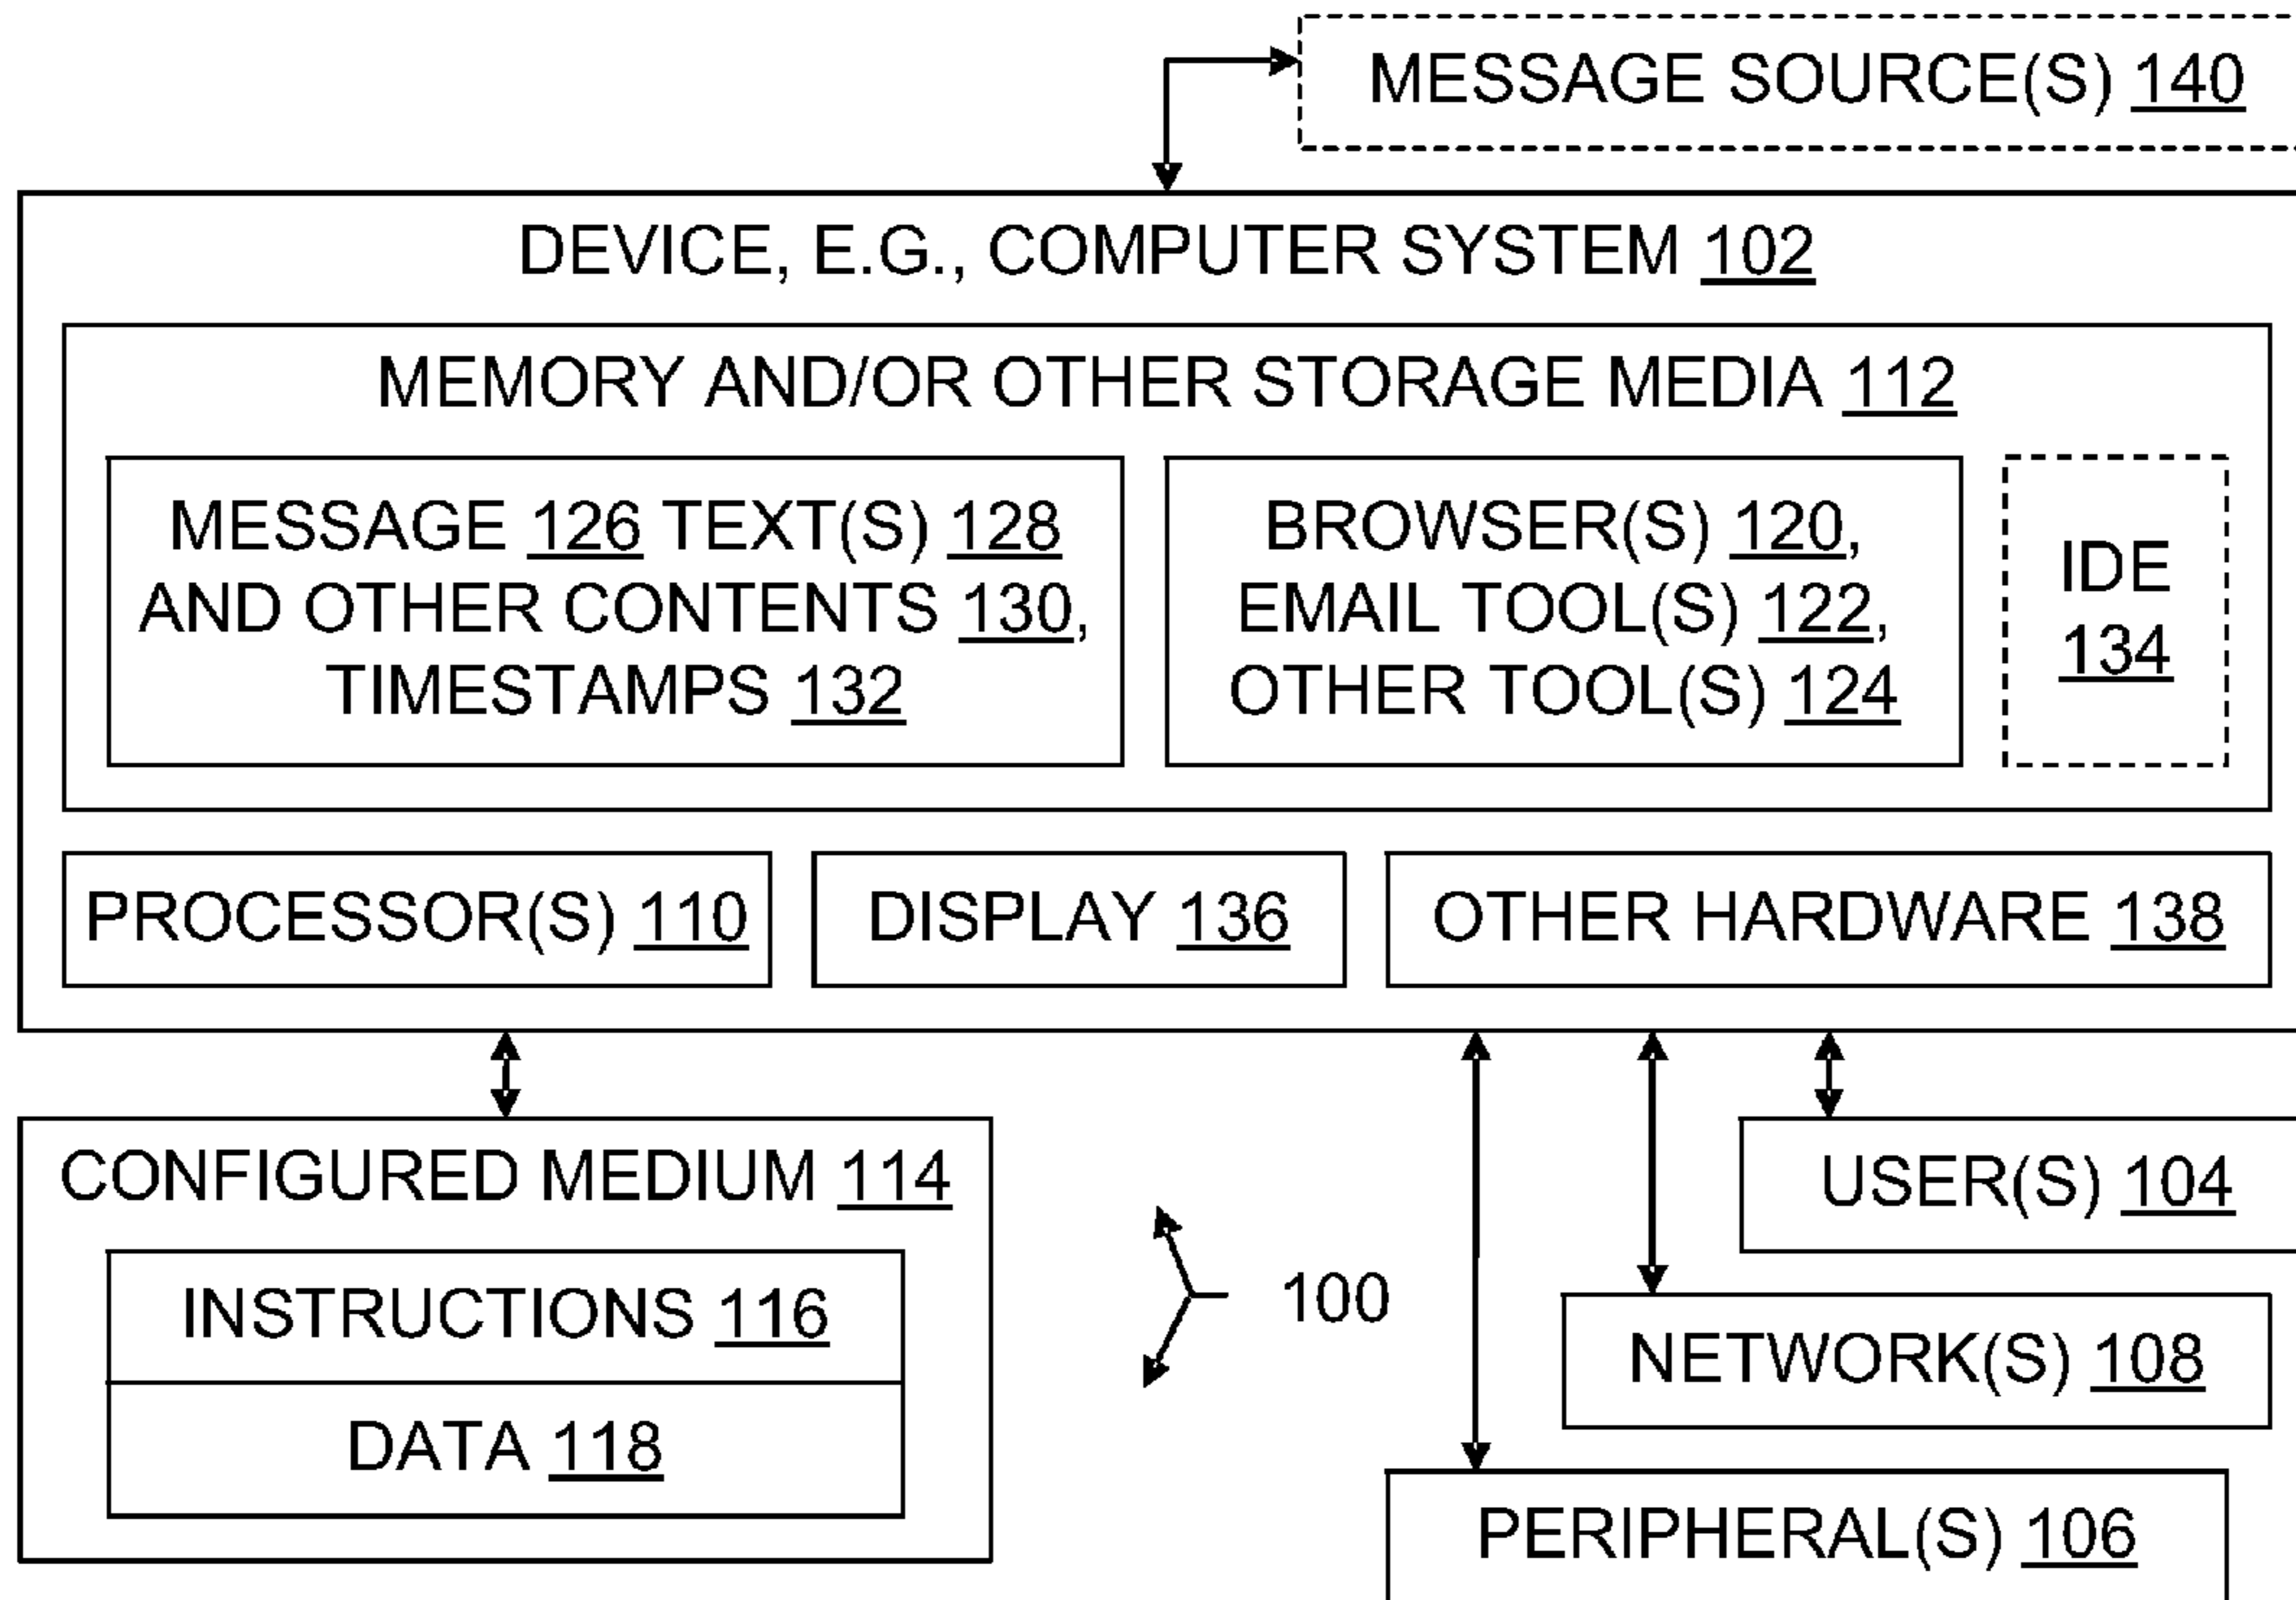 MESSAGE SOURCE(S) 140
DEVICE, E.G., COMPUTER SYSTEM 102
MEMORY AND/OR OTHER STORAGE MEDIA 112
MESSAGE 126 TEXT(S) 128
AND OTHER CONTENTS 130,
TIMESTAMPS 132
BROWSER(S) 120,
EMAIL TOOL(S) 122,
OTHER TOOL(S) 124
IDE
134
PROCESSOR(S) 110
DISPLAY 136
OTHER HARDWARE 138
CONFIGURED MEDIUM 114
INSTRUCTIONS 116
DATA 118
100
USER(S) 104
NETWORK(S) 108
PERIPHERAL(S) 106